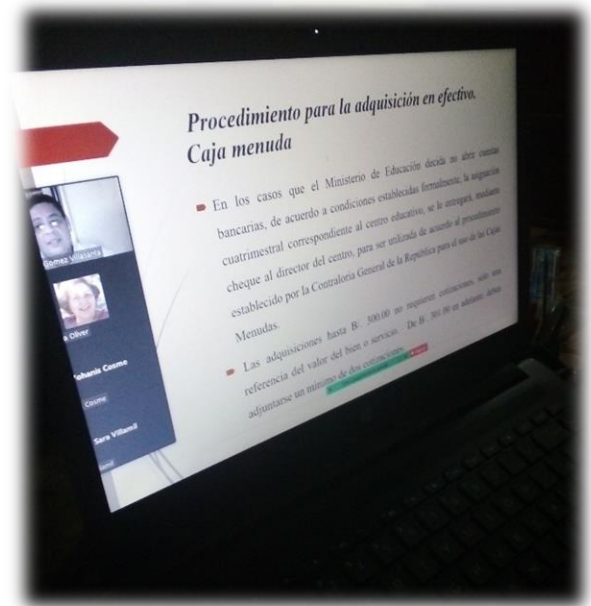 Procedimiento para la adquisición en efectivo.
Caja menuda
En los casos que el Ministerio de Educación decida no abrir cuentas
bancarias, de acuerdo a condiciones establecidas formalmente, la asignación
cuatrimestral correspondiente al centro educativo, se le entregará, mediante
cheque al director del centro, para ser utilizada de acuerdo al procedimiento
establecido por la Contraloría General de la República para el uso de las Cajas
Menudas.
Las adquisiciones hasta B/. 300.00 no requieren cotizaciones, sólo una
referencia del valor del bien o servicio. De B/. 301.00 en adelante, deben
adjuntarse un mínimo de dos cotizaciones.
Gomez Villalanta
a Oliver
Yohanis Cosme
Cosme
Sara Villamil
lamil